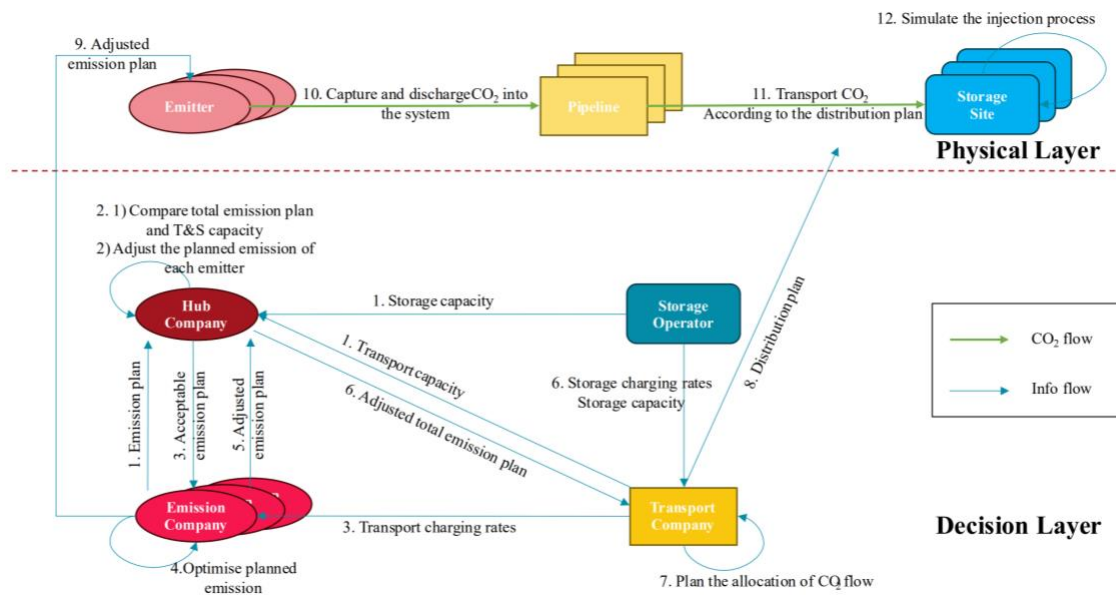 12. Simulate the injection process
9. Adjusted
emission plan
Emitter
10. Capture and dischargeCO₂ into
the system
Pipeline
11. Transport CO₂
According to the distribution plan
Storage
Site
Physical Layer
2. 1) Compare total emission plan
and T&S capacity
2) Adjust the planned emission of
each emitter
Hub
Company
1. Storage capacity
Storage
Operator
8. Distribution plan
CO₂ flow
Info flow
1. Transport capacity
6. Adjusted total emission plan
6. Storage charging rates
Storage capacity
1. Emission plan
3. Acceptable
emission plan
5. Adjusted
emission plan
Emission
Company
3. Transport charging rates
Transport
Company
Decision Layer
4.Optimise planned
emission
7. Plan the allocation of CO₂ flow